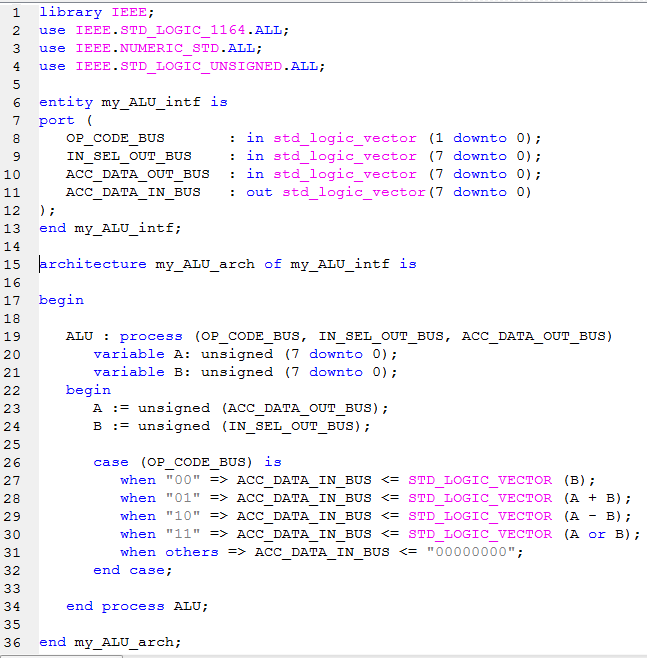 1 library IEEE;
2 use IEEE.STD_LOGIC_1164.ALL;
3 use IEEE.NUMERIC_STD.ALL;
4 use IEEE.STD_LOGIC_UNSIGNED.ALL;
5
6 entity my_ALU_intf is
7 port (
8    OP_CODE_BUS       : in std_logic_vector (1 downto 0);
9    IN_SEL_OUT_BUS    : in std_logic_vector (7 downto 0);
10    ACC_DATA_OUT_BUS  : in std_logic_vector (7 downto 0);
11    ACC_DATA_IN_BUS   : out std_logic_vector(7 downto 0)
12 );
13 end my_ALU_intf;
14
15 architecture my_ALU_arch of my_ALU_intf is
16
17 begin
18
19    ALU : process (OP_CODE_BUS, IN_SEL_OUT_BUS, ACC_DATA_OUT_BUS)
20       variable A: unsigned (7 downto 0);
21       variable B: unsigned (7 downto 0);
22    begin
23       A := unsigned (ACC_DATA_OUT_BUS);
24       B := unsigned (IN_SEL_OUT_BUS);
25
26       case (OP_CODE_BUS) is
27          when "00" => ACC_DATA_IN_BUS <= STD_LOGIC_VECTOR (B);
28          when "01" => ACC_DATA_IN_BUS <= STD_LOGIC_VECTOR (A + B);
29          when "10" => ACC_DATA_IN_BUS <= STD_LOGIC_VECTOR (A - B);
30          when "11" => ACC_DATA_IN_BUS <= STD_LOGIC_VECTOR (A or B);
31          when others => ACC_DATA_IN_BUS <= "00000000";
32       end case;
33
34    end process ALU;
35
36 end my_ALU_arch;